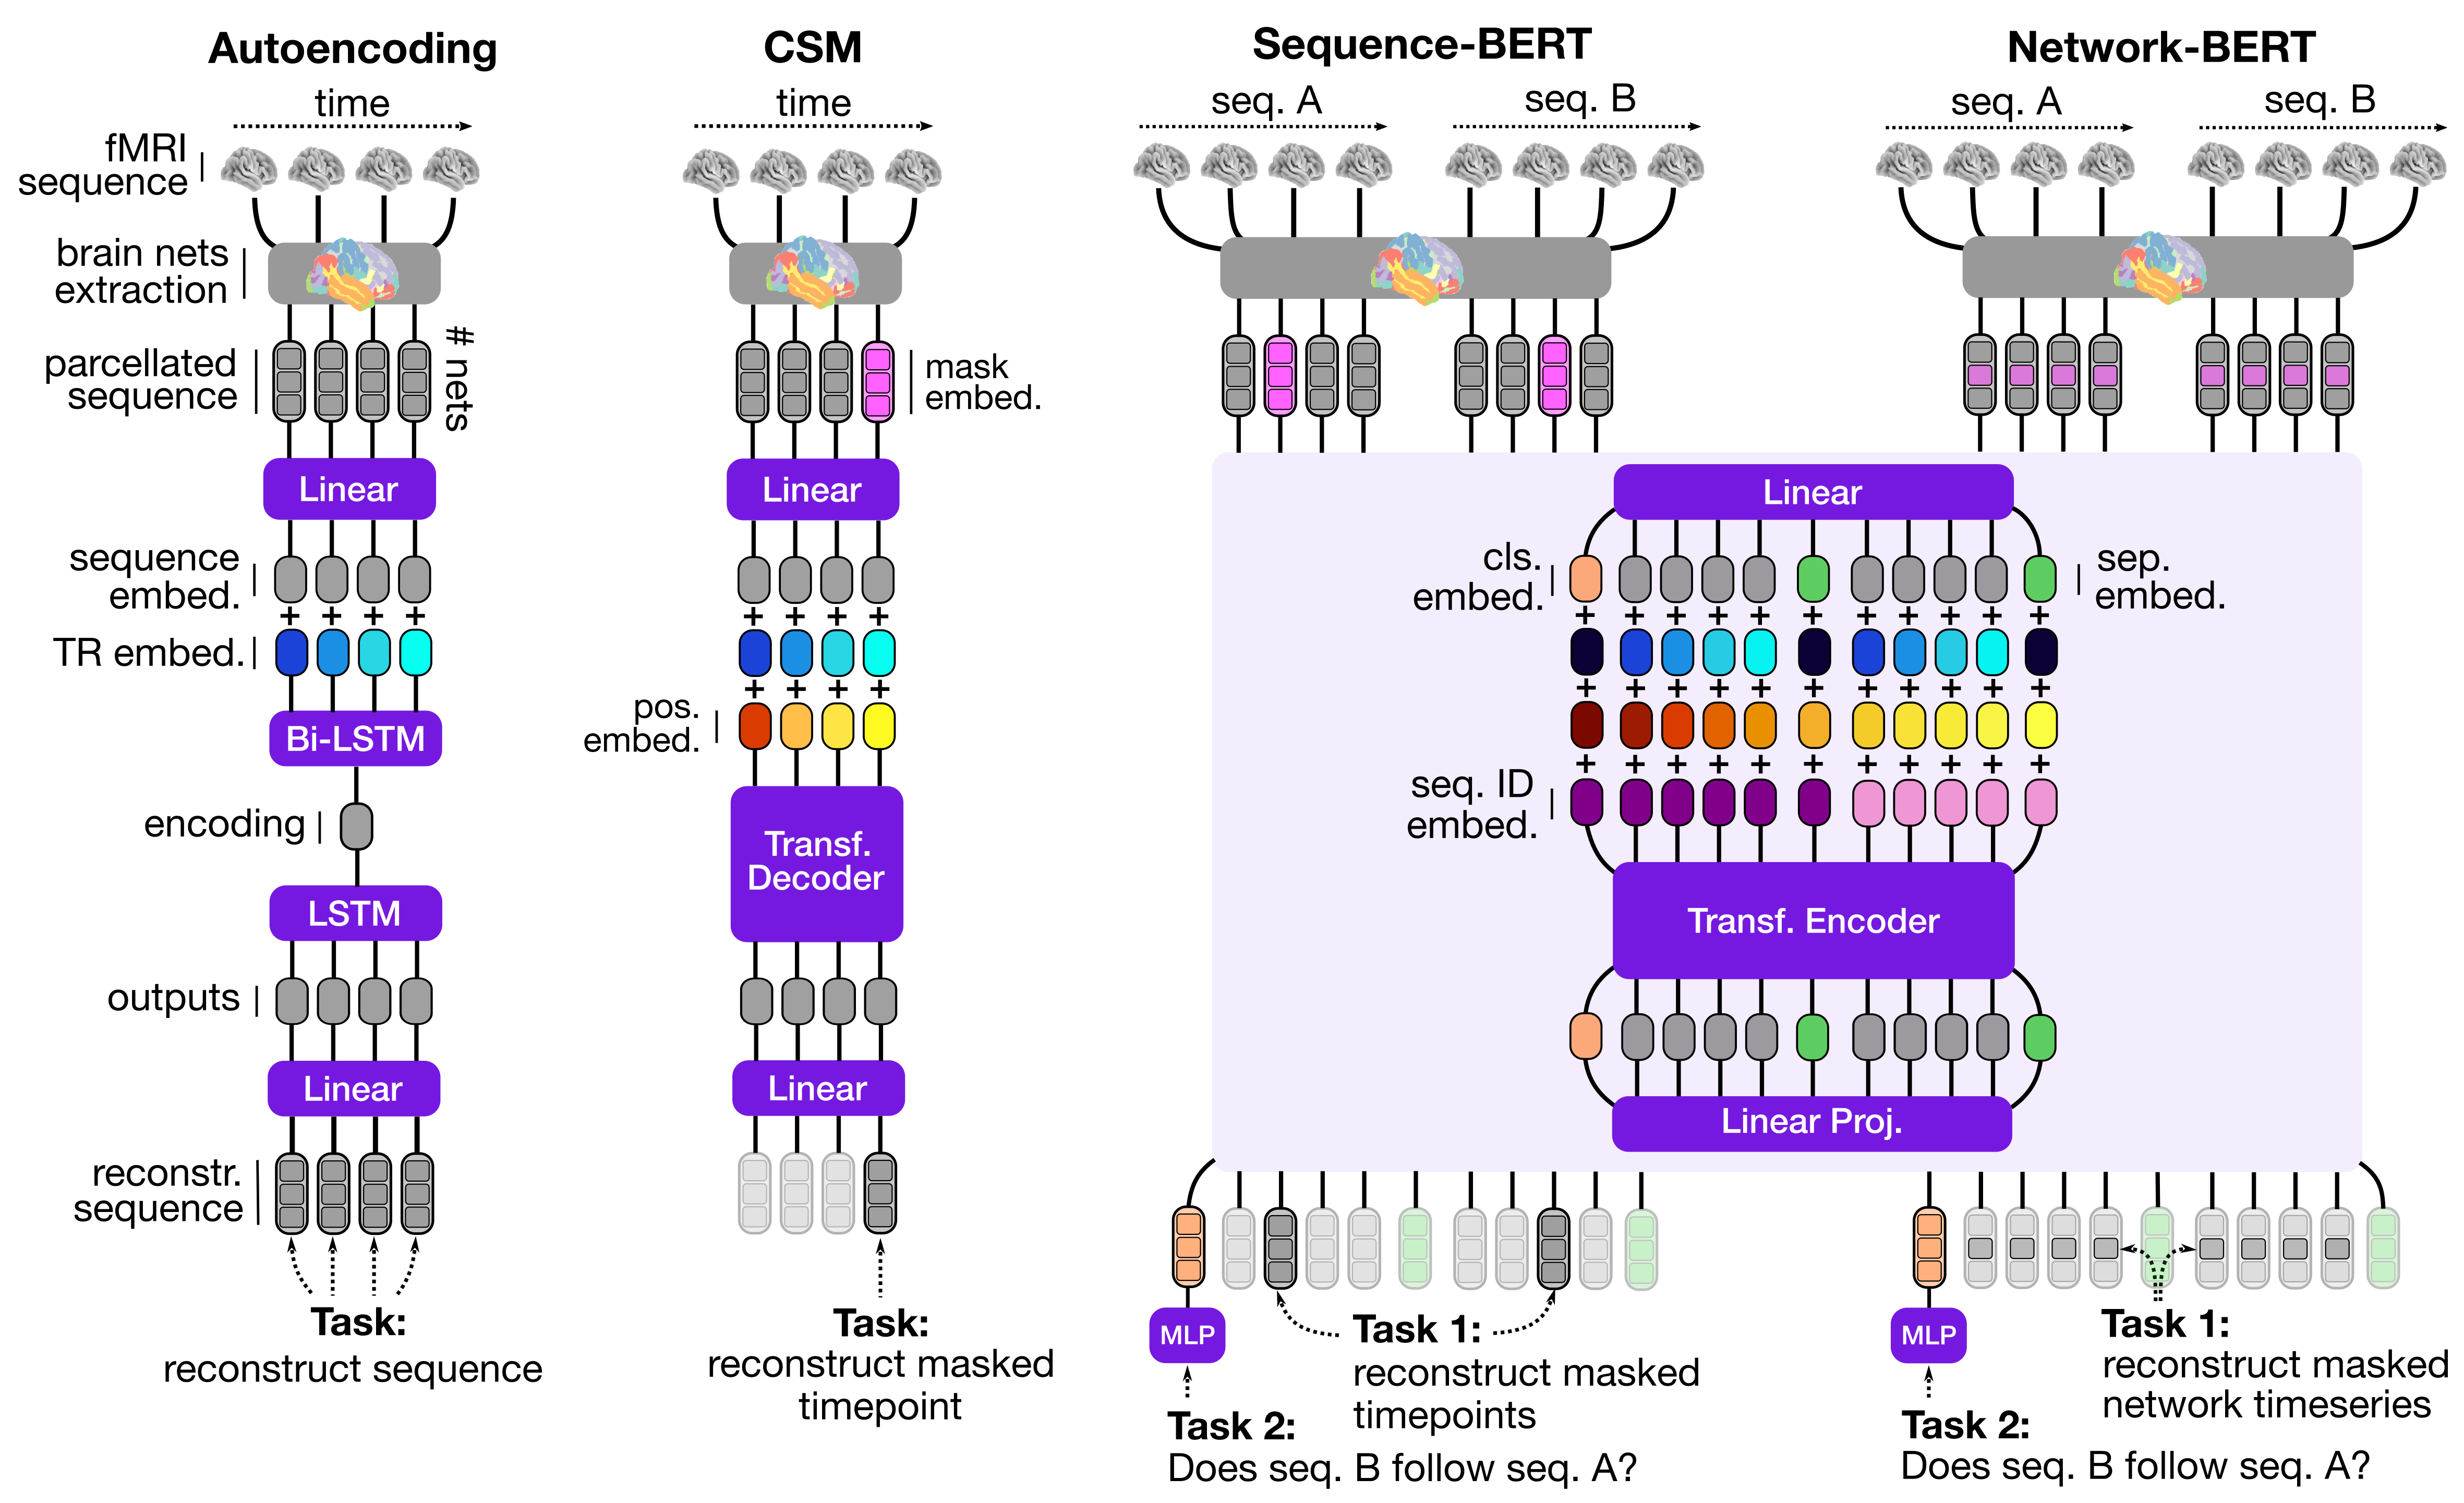 Autoencoding
time
fMRI
sequence
brain nets
extraction
# nets
parcellated
sequence
Linear
sequence
embed.
+ + + +
TR embed.
Bi-LSTM
encoding
LSTM
outputs
Linear
reconstr.
sequence
Task:
reconstruct sequence
CSM
time
mask
embed.
Linear
+ + + +
+ + + +
pos.
embed.
Transf.
Decoder
Linear
Task:
reconstruct masked
timepoint
Sequence-BERT
seq. A
seq. B
Network-BERT
seq. A
seq. B
Linear
cls.
embed.
sep.
embed.
+ + + + + + + + + + +
+ + + + + + + + + + +
+ + + + + + + + + + +
seq. ID
embed.
Transf. Encoder
Linear Proj.
MLP
Task 1:
reconstruct masked
timepoints
Task 2:
Does seq. B follow seq. A?
MLP
Task 1:
reconstruct masked
network timeseries
Task 2:
Does seq. B follow seq. A?